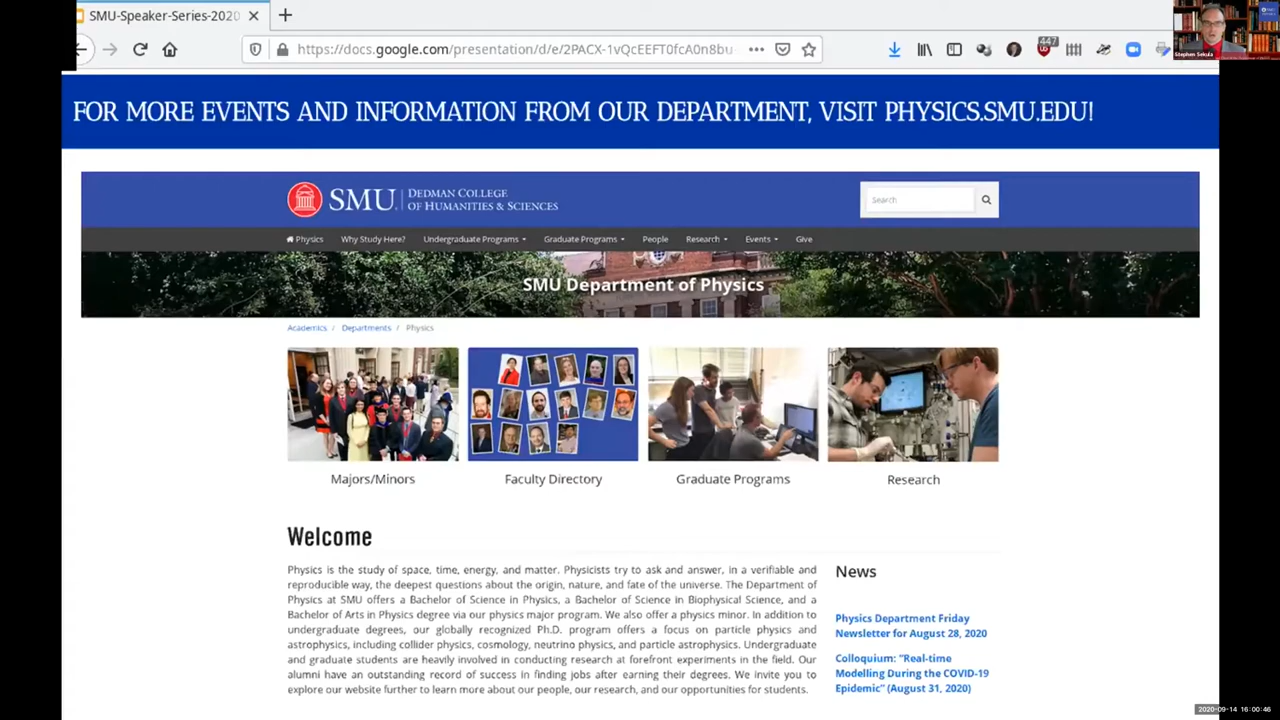 SMU-Speaker-Series-2020
https://docs.google.com/presentation/d/e/2PACX-1vQcEEFT0fcA0n8bu
447
Stephen Sekula
FOR MORE EVENTS AND INFORMATION FROM OUR DEPARTMENT, VISIT PHYSICS.SMU.EDU!
SMU DEDMAN COLLEGE
OF HUMANITIES & SCIENCES
Search
Physics Why Study Here? Undergraduate Programs Graduate Programs People Research Events Give
SMU Department of Physics
Academics / Departments / Physics
Majors/Minors Faculty Directory Graduate Programs Research
Welcome
Physics is the study of space, time, energy, and matter. Physicists try to ask and answer, in a verifiable and
reproducible way, the deepest questions about the origin, nature, and fate of the universe. The Department of
Physics at SMU offers a Bachelor of Science in Physics, a Bachelor of Science in Biophysical Science, and a
Bachelor of Arts in Physics degree via our physics major program. We also offer a physics minor. In addition to
undergraduate degrees, our globally recognized Ph.D. program offers a focus on particle physics and
astrophysics, including collider physics, cosmology, neutrino physics, and particle astrophysics. Undergraduate
and graduate students are heavily involved in conducting research at forefront experiments in the field. Our
alumni have an outstanding record of success in finding jobs after earning their degrees. We invite you to
explore our website further to learn more about our people, our research, and our opportunities for students.
News
Physics Department Friday
Newsletter for August 28, 2020
Colloquium: "Real-time
Modelling During the COVID-19
Epidemic" (August 31, 2020)
2020-09-14 16:00:46